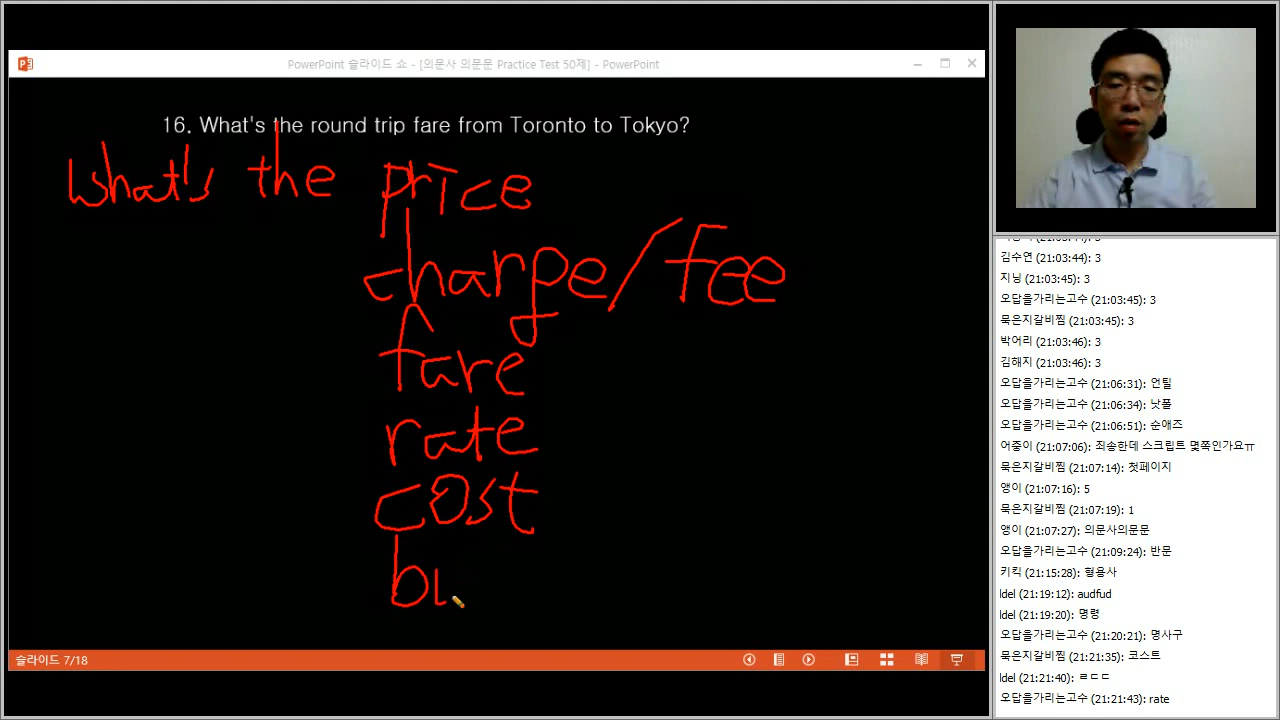 PowerPoint 슬라이드 쇼 - [의문사 의문문 Practice Test 50제] - PowerPoint
16. What's the round trip fare from Toronto to Tokyo?
What's the price
charge/fee
fare
rate
cost
슬라이드 7/18
김수연 (21:03:44): 3
지닝 (21:03:45): 3
오답을가리는고수 (21:03:45): 3
묵은지갈비찜 (21:03:45): 3
박어리 (21:03:46): 3
김해지 (21:03:46): 3
오답을가리는고수 (21:06:31): 언틸
오답을가리는고수 (21:06:34): 낫폴
오답을가리는고수 (21:06:51): 순애즈
어중이 (21:07:06): 죄송한데 스크립트 몇쪽인가요ㅠ
묵은지갈비찜 (21:07:14): 첫페이지
앵이 (21:07:16): 5
묵은지갈비찜 (21:07:19): 1
앵이 (21:07:27): 의문사의문문
오답을가리는고수 (21:09:24): 반문
키킥 (21:15:28): 형용사
ldel (21:19:12): audfud
ldel (21:19:20): 명령
오답을가리는고수 (21:20:21): 명사구
묵은지갈비찜 (21:21:35): 코스트
ldel (21:21:40): ㄹㄷㄷ
오답을가리는고수 (21:21:43): rate